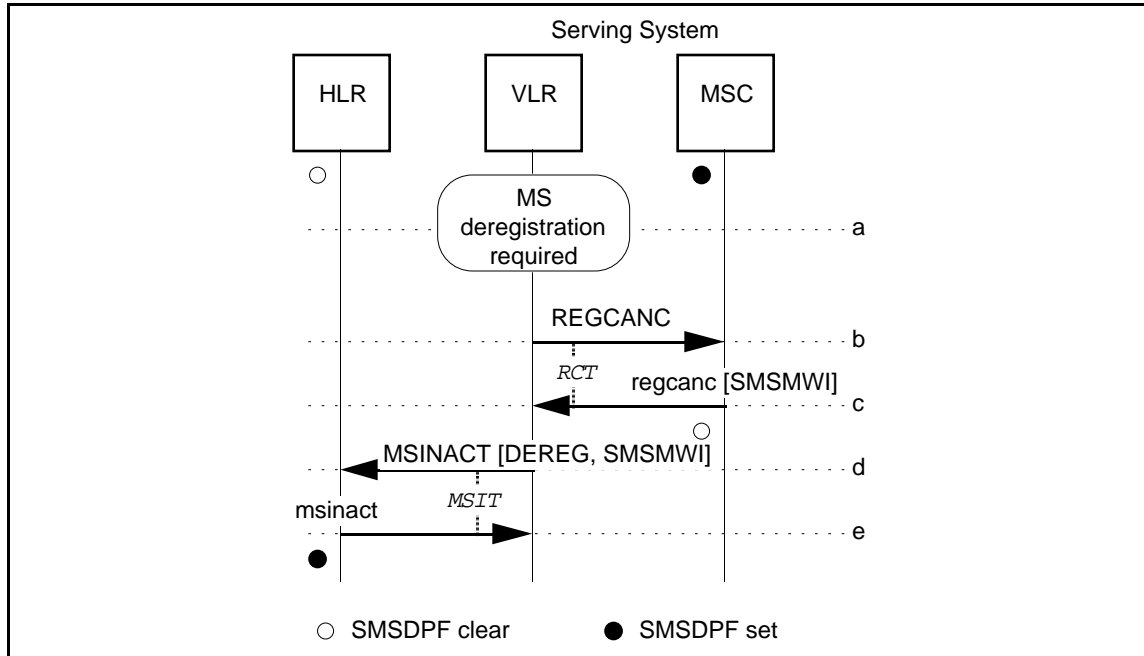 Serving System
HLR
VLR
MSC
MS
deregistration
required
a
REGCANC
b
RCT
regcanc [SMSMWI]
c
MSINACT [DEREG, SMSMWI]
d
MSIT
msinact
e
SMSDPF clear
SMSDPF set